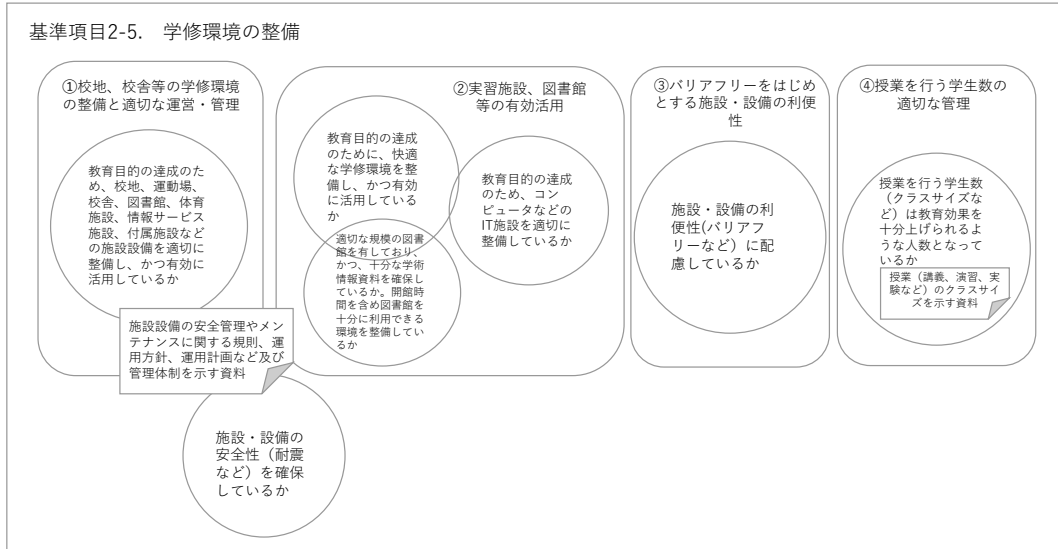 基準項目2-5.　学修環境の整備
①校地、校舎等の学修環境
の整備と適切な運営・管理
教育目的の達成のた
め、校地、運動場、
校舎、図書館、体育
施設、情報サービス
施設、付属施設など
の施設設備を適切に
整備し、かつ有効に
活用しているか
施設設備の安全管理やメン
テナンスに関する規則、運
用方針、運用計画など及び
管理体制を示す資料
施設・設備の
安全性（耐震
など）を確保
しているか
②実習施設、図書館
等の有効活用
教育目的の達成
のために、快適
な学修環境を整
備し、かつ有効
に活用している
か
適切な規模の図書
館を有しており、
かつ、十分な学術
情報資料を確保し
ているか。開館時
間を含め図書館を
十分に利用できる
環境を整備してい
るか
教育目的の達成
のため、コン
ピュータなどの
IT施設を適切に
整備しているか
③バリアフリーをはじめ
とする施設・設備の利便
性
施設・設備の利
便性(バリアフ
リーなど）に配
慮しているか
④授業を行う学生数の
適切な管理
授業を行う学生数
（クラスサイズな
ど）は教育効果を
十分上げられるよ
うな人数となって
いるか
授業（講義、演習、実
験など）のクラスサイ
ズを示す資料